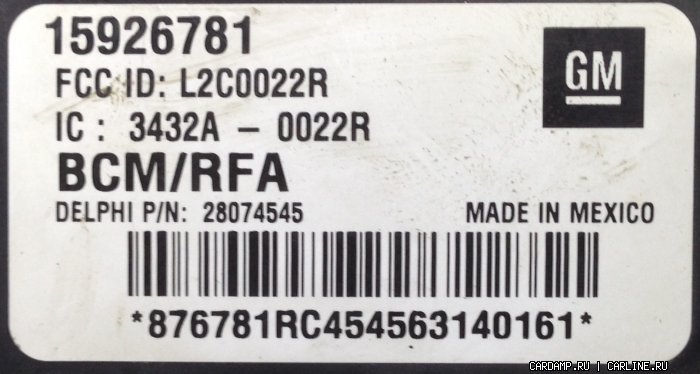 15926781
GM
FCC ID: L2C0022R
IC : 3432A - 0022R
BCM/RFA
DELPHI P/N: 28074545 MADE IN MEXICO
*876781RC454563140161*
CARDAMP.RU | CARLINE.RU